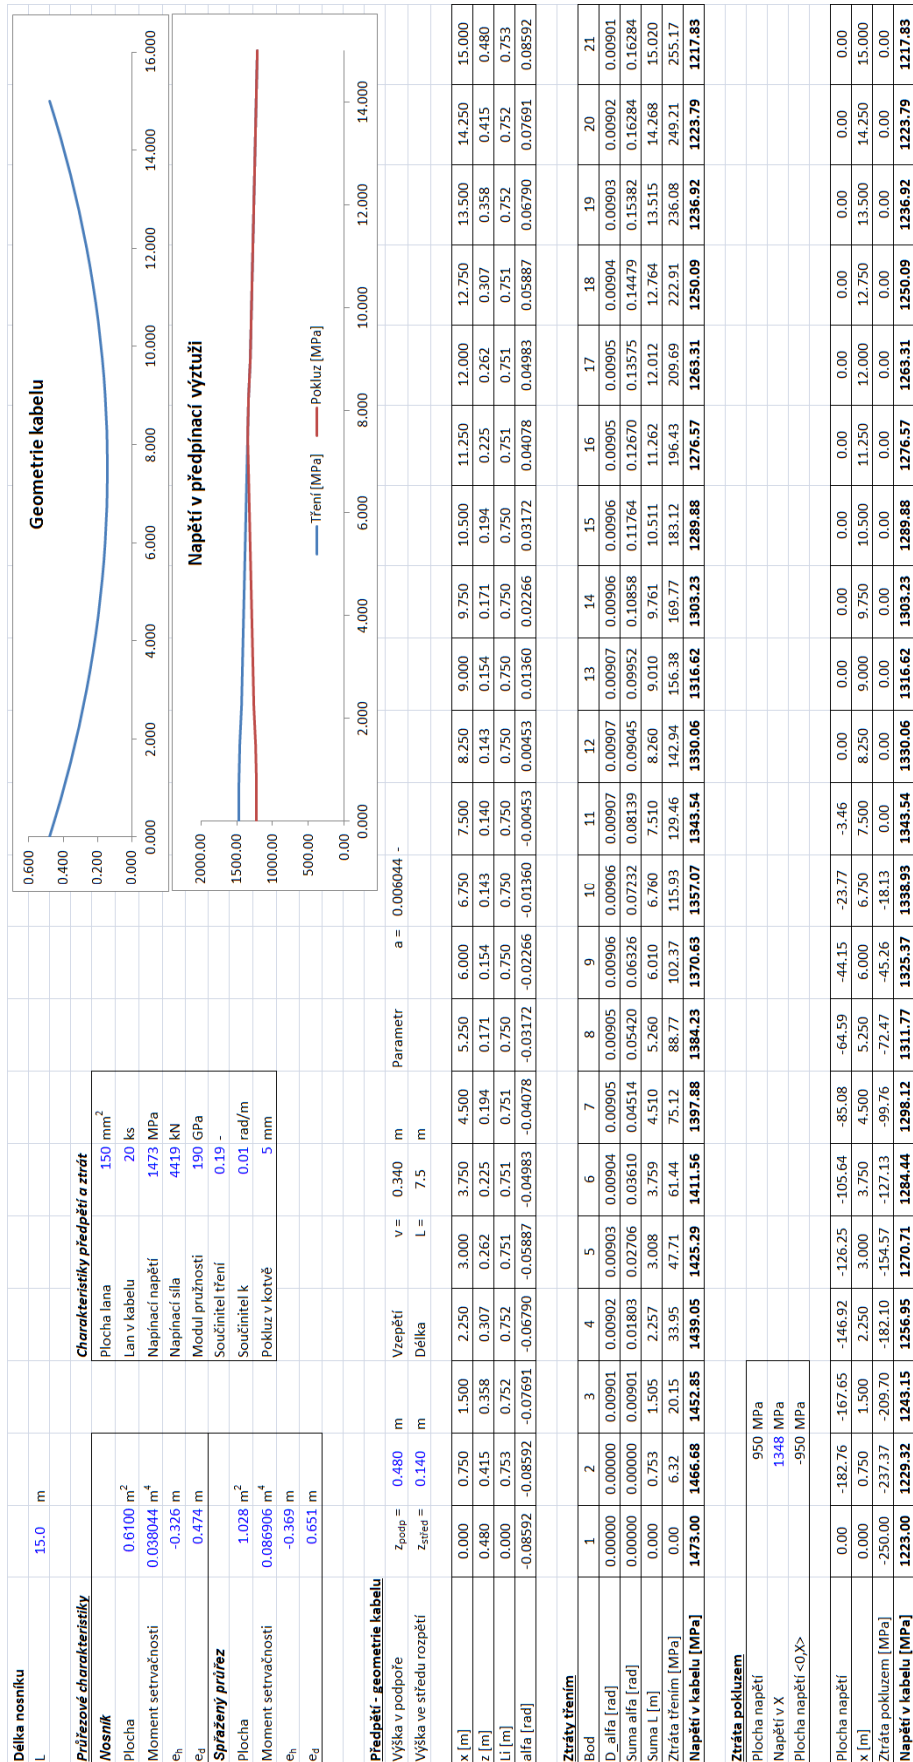 Délka nosníku
L 15.0 m
Průřezové charakteristiky
Nosník
Plocha 0.6100 m²
Moment setrvačnosti 0.038044 m⁴
eh -0.326 m
ed 0.474 m
Spřažený průřez
Plocha 1.028 m²
Moment setrvačnosti 0.086906 m⁴
eh -0.369 m
ed 0.651 m
Charakteristiky předpětí a ztrát
Plocha lana 150 mm²
Lan v kabelu 20 ks
Napínací napětí 1473 MPa
Napínací síla 4419 kN
Modul pružnosti 190 GPa
Součinitel tření 0.19 -
Součinitel k 0.01 rad/m
Pokluz v kotvě 5 mm
Geometrie kabelu
0.600
0.400
0.200
0.000
0.000 2.000 4.000 6.000 8.000 10.000 12.000 14.000 16.000
Napětí v předpínací výztuži
2000.00
1500.00
1000.00
500.00
0.00
Tření [MPa] Pokluz [MPa]
0.000 2.000 4.000 6.000 8.000 10.000 12.000 14.000
Předpětí - geometrie kabelu
Výška v podpoře zpodp = 0.480 m Vzepětí v = 0.340 m Parametr a = 0.006044 -
Výška ve středu rozpětí zstřed = 0.140 m Délka L = 7.5 m
x [m] 0.000 0.750 1.500 2.250 3.000 3.750 4.500 5.250 6.000 6.750 7.500 8.250 9.000 9.750 10.500 11.250 12.000 12.750 13.500 14.250 15.000
z [m] 0.480 0.415 0.358 0.307 0.262 0.225 0.194 0.171 0.154 0.143 0.140 0.143 0.154 0.171 0.194 0.225 0.262 0.307 0.358 0.415 0.480
Li [m] 0.000 0.753 0.752 0.752 0.751 0.751 0.751 0.750 0.750 0.750 0.750 0.750 0.750 0.750 0.750 0.751 0.751 0.751 0.752 0.752 0.753
alfa [rad] -0.08592 -0.08592 -0.07691 -0.06790 -0.05887 -0.04983 -0.04078 -0.03172 -0.02266 -0.01360 -0.00453 0.00453 0.01360 0.02266 0.03172 0.04078 0.04983 0.05887 0.06790 0.07691 0.08592
Ztráty třením
Bod 1 2 3 4 5 6 7 8 9 10 11 12 13 14 15 16 17 18 19 20 21
D_alfa [rad] 0.00000 0.00000 0.00901 0.00902 0.00903 0.00904 0.00905 0.00905 0.00906 0.00906 0.00907 0.00907 0.00907 0.00906 0.00906 0.00905 0.00905 0.00904 0.00903 0.00902 0.00901
Suma alfa [rad] 0.00000 0.00000 0.00901 0.01803 0.02706 0.03610 0.04514 0.05420 0.06326 0.07232 0.08139 0.09045 0.09952 0.10858 0.11764 0.12670 0.13575 0.14479 0.15382 0.16284 0.16284
Suma L [m] 0.000 0.753 1.505 2.257 3.008 3.759 4.510 5.260 6.010 6.760 7.510 8.260 9.010 9.761 10.511 11.262 12.012 12.764 13.515 14.268 15.020
Ztráta třením [MPa] 0.00 6.32 20.15 33.95 47.71 61.44 75.12 88.77 102.37 115.93 129.46 142.94 156.38 169.77 183.12 196.43 209.69 222.91 236.08 249.21 255.17
Napětí v kabelu [MPa] 1473.00 1466.68 1452.85 1439.05 1425.29 1411.56 1397.88 1384.23 1370.63 1357.07 1343.54 1330.06 1316.62 1303.23 1289.88 1276.57 1263.31 1250.09 1236.92 1223.79 1217.83
Ztráta pokluzem
Plocha napětí 950 MPa
Napětí v X 1348 MPa
Plocha napětí <0,X> -950 MPa
Plocha napětí 0.00 -182.76 -167.65 -146.92 -126.25 -105.64 -85.08 -64.59 -44.15 -23.77 -3.46 0.00 0.00 0.00 0.00 0.00 0.00 0.00 0.00 0.00 0.00
x [m] 0.000 0.750 1.500 2.250 3.000 3.750 4.500 5.250 6.000 6.750 7.500 8.250 9.000 9.750 10.500 11.250 12.000 12.750 13.500 14.250 15.000
Ztráta pokluzem [MPa] -250.00 -237.37 -209.70 -182.10 -154.57 -127.13 -99.76 -72.47 -45.26 -18.13 0.00 0.00 0.00 0.00 0.00 0.00 0.00 0.00 0.00 0.00 0.00
apětí v kabelu [MPa] 1223.00 1229.32 1243.15 1256.95 1270.71 1284.44 1298.12 1311.77 1325.37 1338.93 1343.54 1330.06 1316.62 1303.23 1289.88 1276.57 1263.31 1250.09 1236.92 1223.79 1217.83